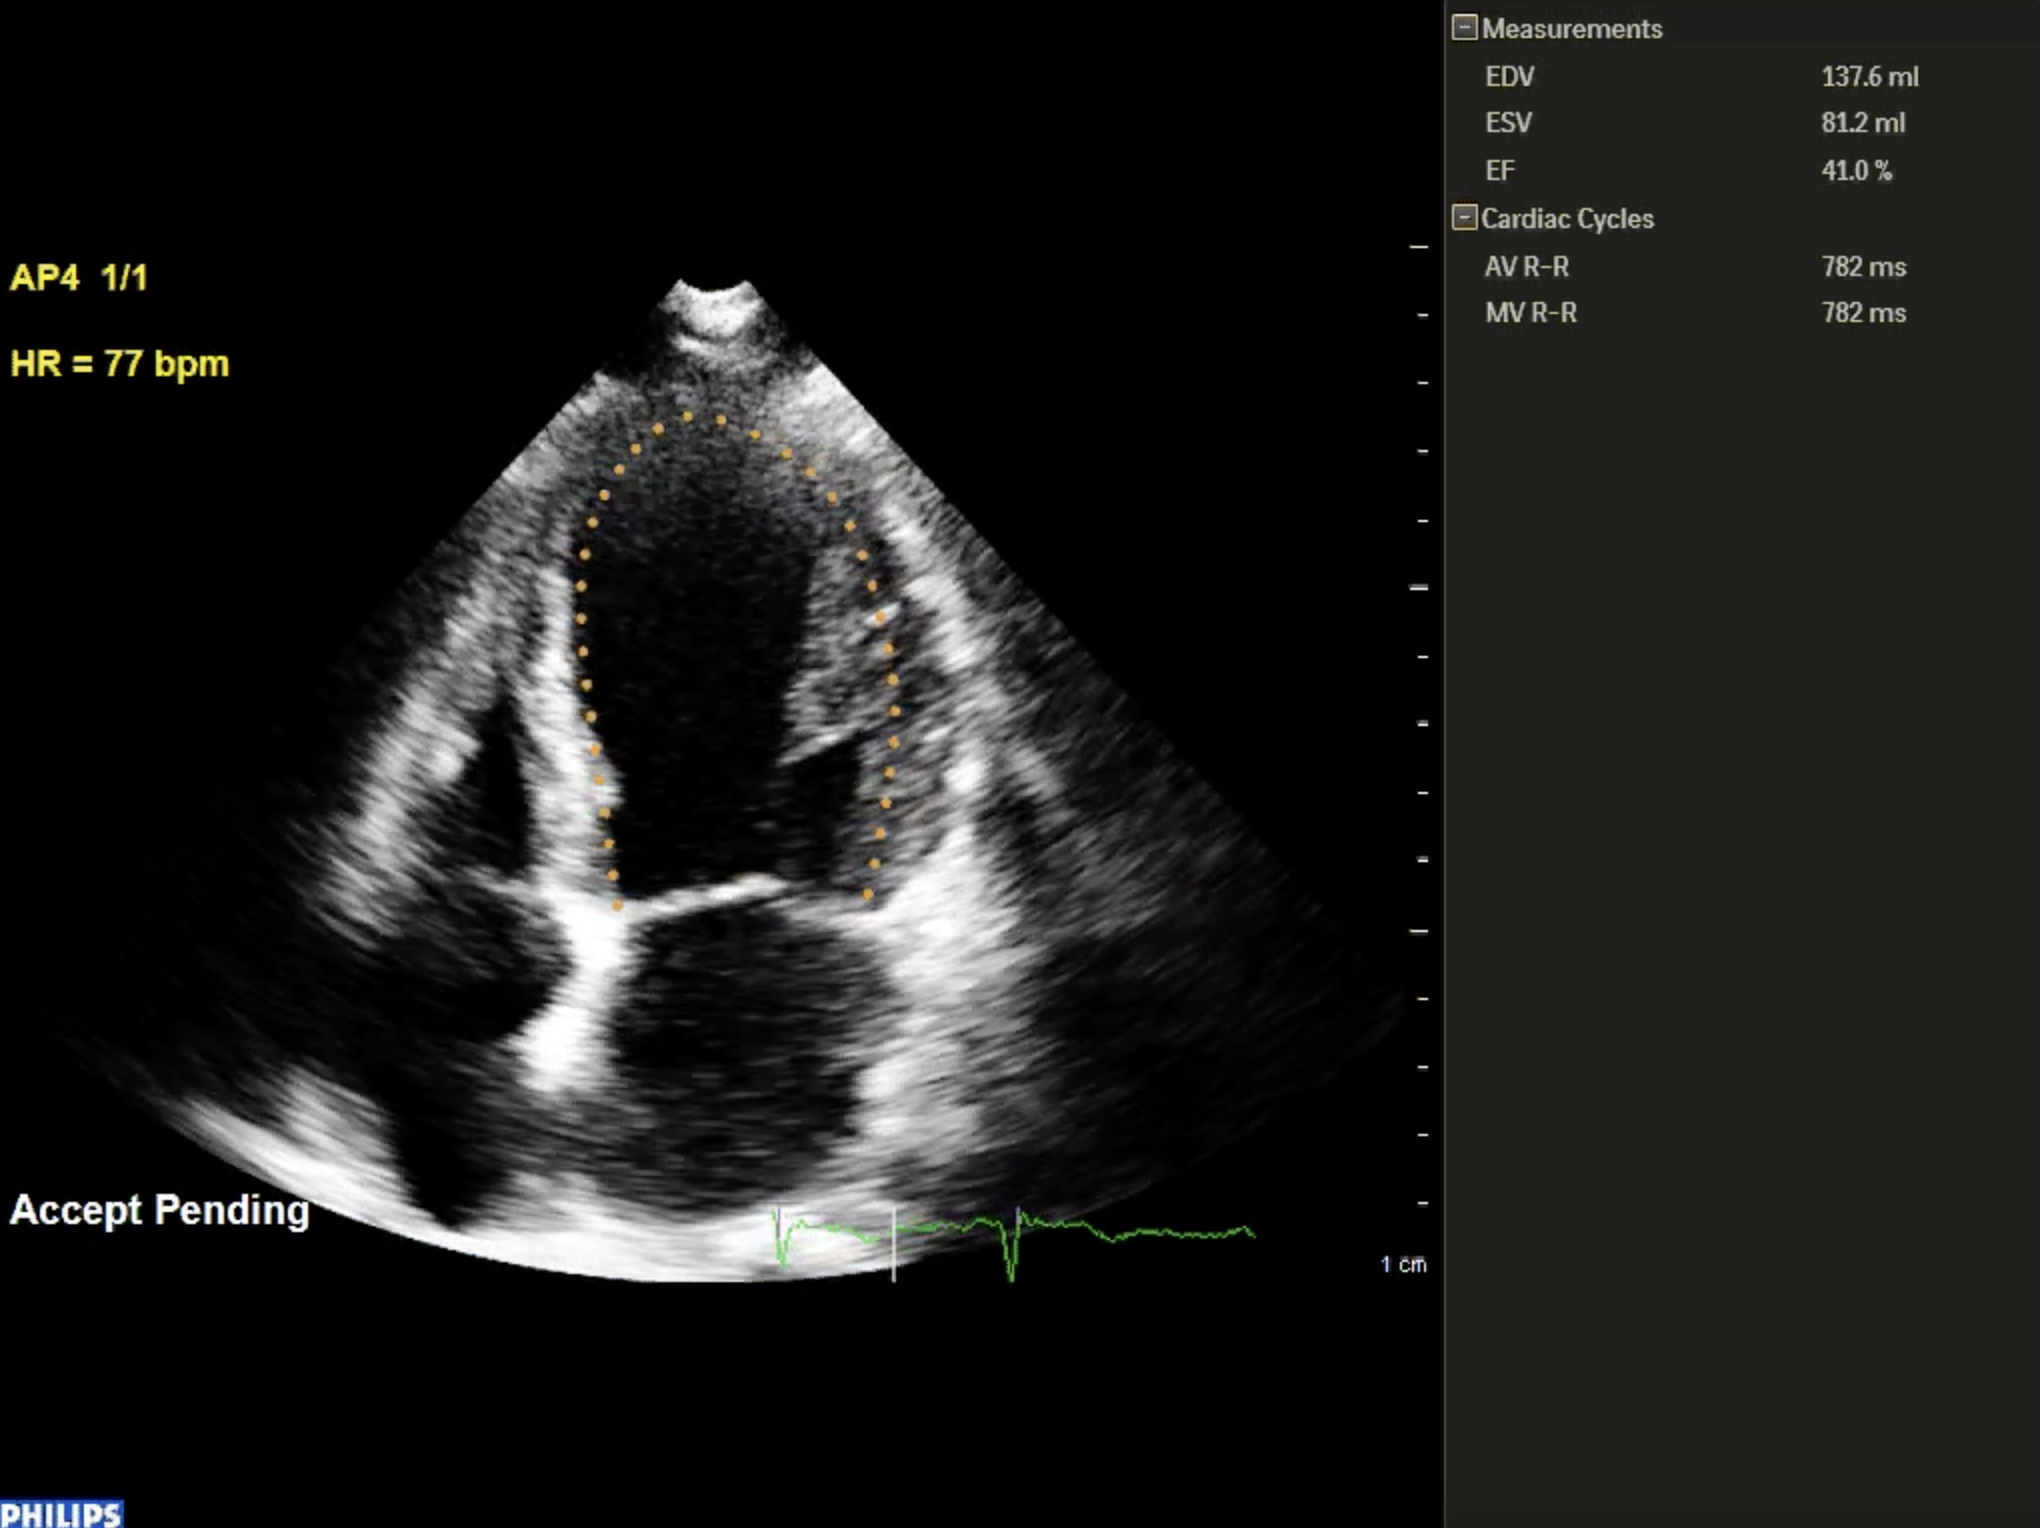 Measurements
EDV 137.6 ml
ESV 81.2 ml
EF 41.0 %
Cardiac Cycles
AV R-R 782 ms
MV R-R 782 ms
AP4 1/1
HR = 77 bpm
Accept Pending
1 cm
PHILIPS